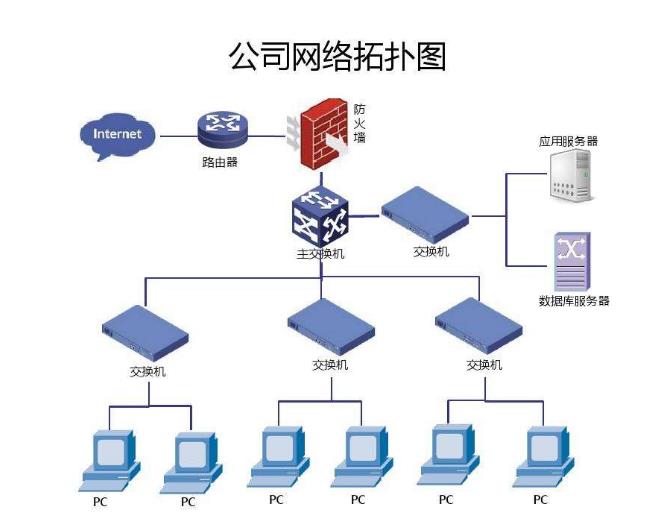 公司网络拓扑图
Internet
路由器
防火墙
应用服务器
主交换机
交换机
数据库服务器
交换机
交换机
交换机
PC
PC
PC
PC
PC
PC